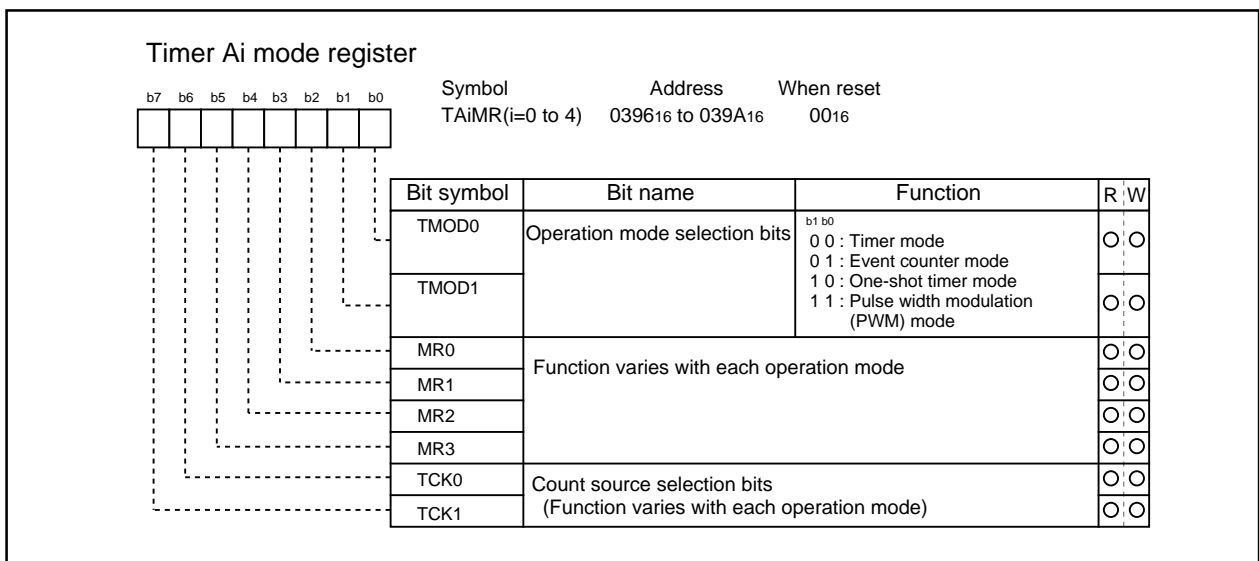 Timer Ai mode register
Symbol Address When reset
TAiMR(i=0 to 4) 039616 to 039A16 0016
b7 b6 b5 b4 b3 b2 b1 b0
Bit symbol Bit name Function R W
TMOD0 Operation mode selection bits
b1 b0
0 0 : Timer mode
0 1 : Event counter mode
TMOD1 1 0 : One-shot timer mode
1 1 : Pulse width modulation
(PWM) mode
MR0
Function varies with each operation mode
MR1
MR2
MR3
TCK0 Count source selection bits
(Function varies with each operation mode)
TCK1